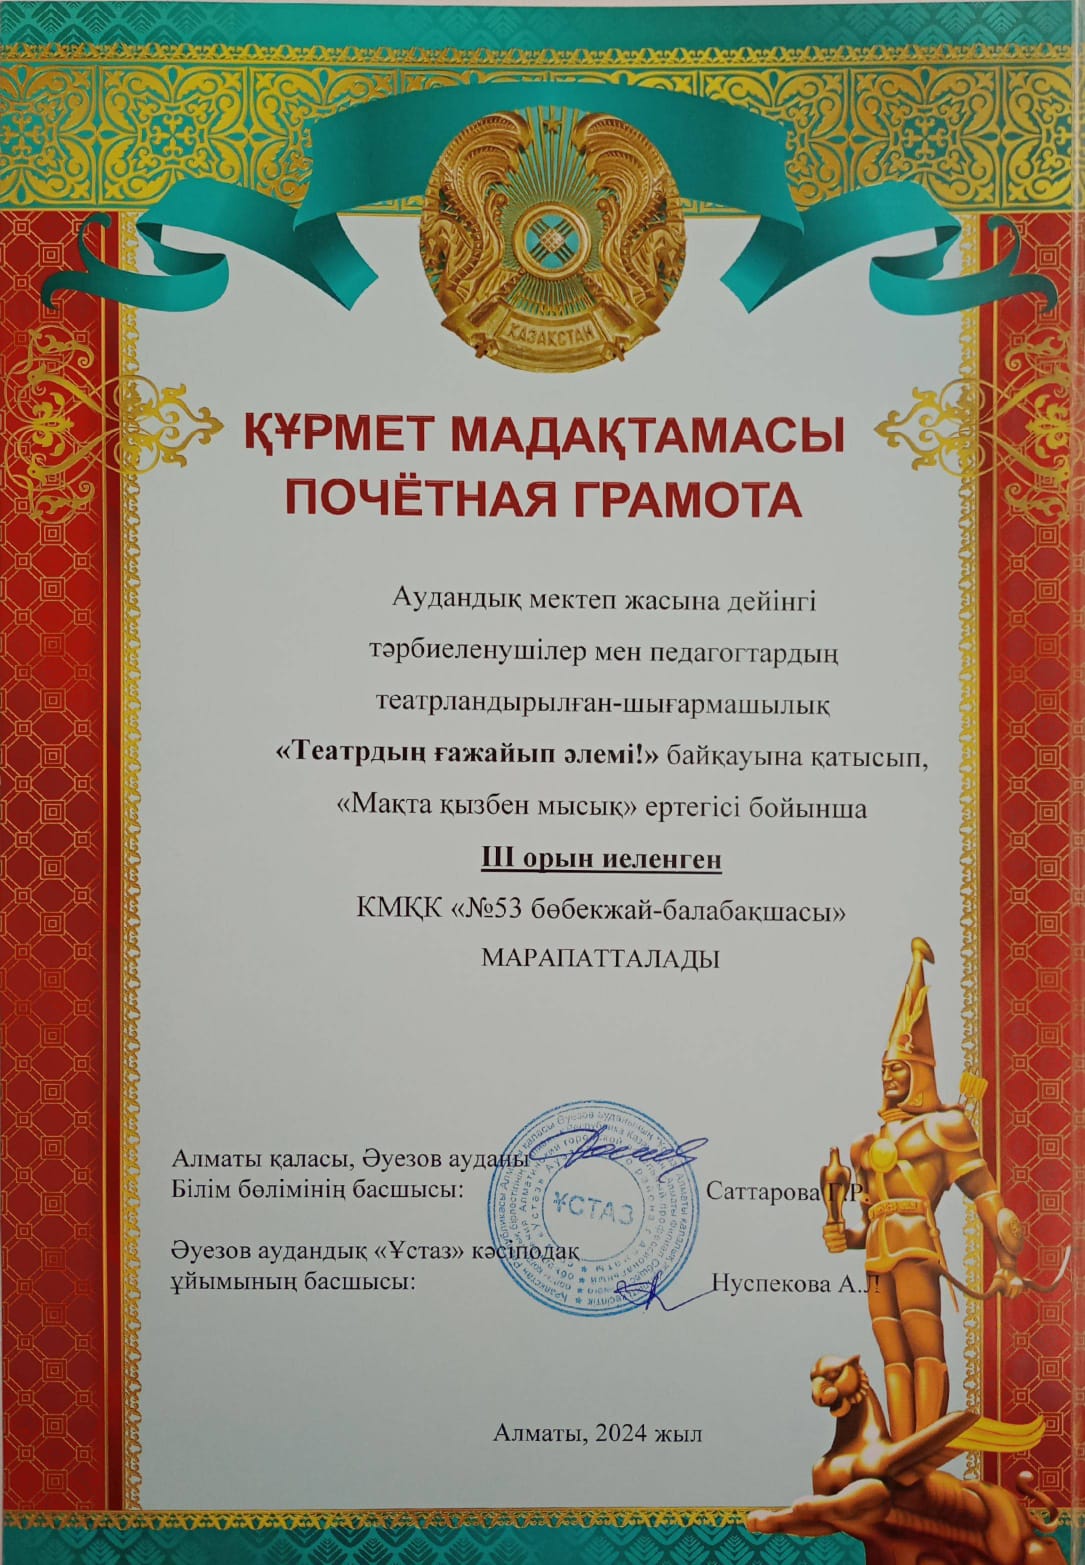 ҚАЗАҚСТАН
ҚҰРМЕТ МАДАҚТАМАСЫ
ПОЧЁТНАЯ ГРАМОТА
Аудандық мектеп жасына дейінгі
тәрбиеленушілер мен педагогтардың
театрландырылған-шығармашылық
«Театрдың ғажайып әлемі!» байқауына қатысып,
«Мақта қызбен мысық» ертегісі бойынша
III орын иеленген
КМҚК «№53 бөбекжай-балабақшасы»
МАРАПАТТАЛАДЫ
Алматы қаласы, Әуезов ауданы
Білім бөлімінің басшысы: Саттарова Г.Р.
ҰСТАЗ
Әуезов аудандық «Ұстаз» кәсіподақ
ұйымының басшысы: Нуспекова А.Л
Алматы, 2024 жыл